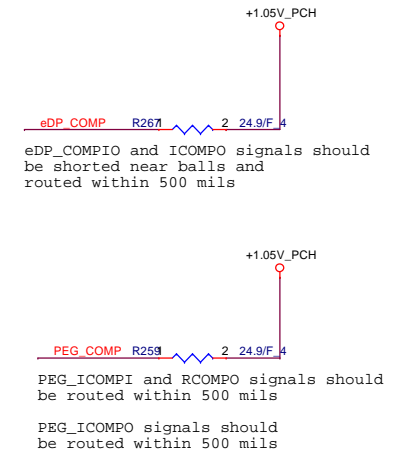 +1.05V_PCH
eDP_COMP R267 1 2 24.9/F_4
eDP_COMPIO and ICOMPO signals should
be shorted near balls and
routed within 500 mils
+1.05V_PCH
PEG_COMP R259 1 2 24.9/F_4
PEG_ICOMPI and RCOMPO signals should
be routed within 500 mils
PEG_ICOMPO signals should
be routed within 500 mils